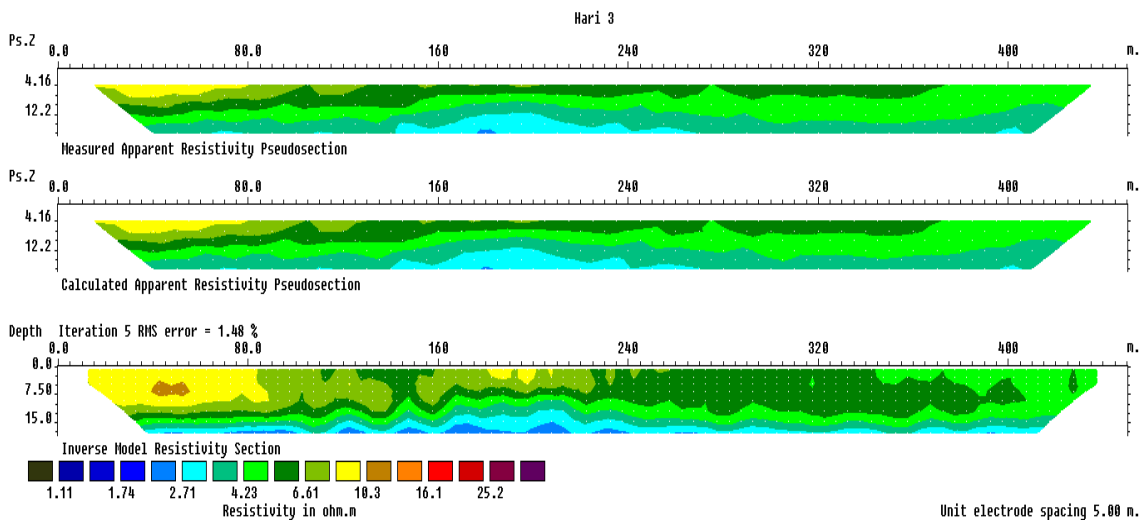 Hari 3
Ps.Z 0.0 80.0 160 240 320 400 m.
4.16
12.2
Measured Apparent Resistivity Pseudosection
Ps.Z 0.0 80.0 160 240 320 400 m.
4.16
12.2
Calculated Apparent Resistivity Pseudosection
Depth Iteration 5 RMS error = 1.48 %
0.0 80.0 160 240 320 400 m.
0.0
7.50
15.0
Inverse Model Resistivity Section
1.11 1.74 2.71 4.23 6.61 10.3 16.1 25.2
Resistivity in ohm.m
Unit electrode spacing 5.00 m.